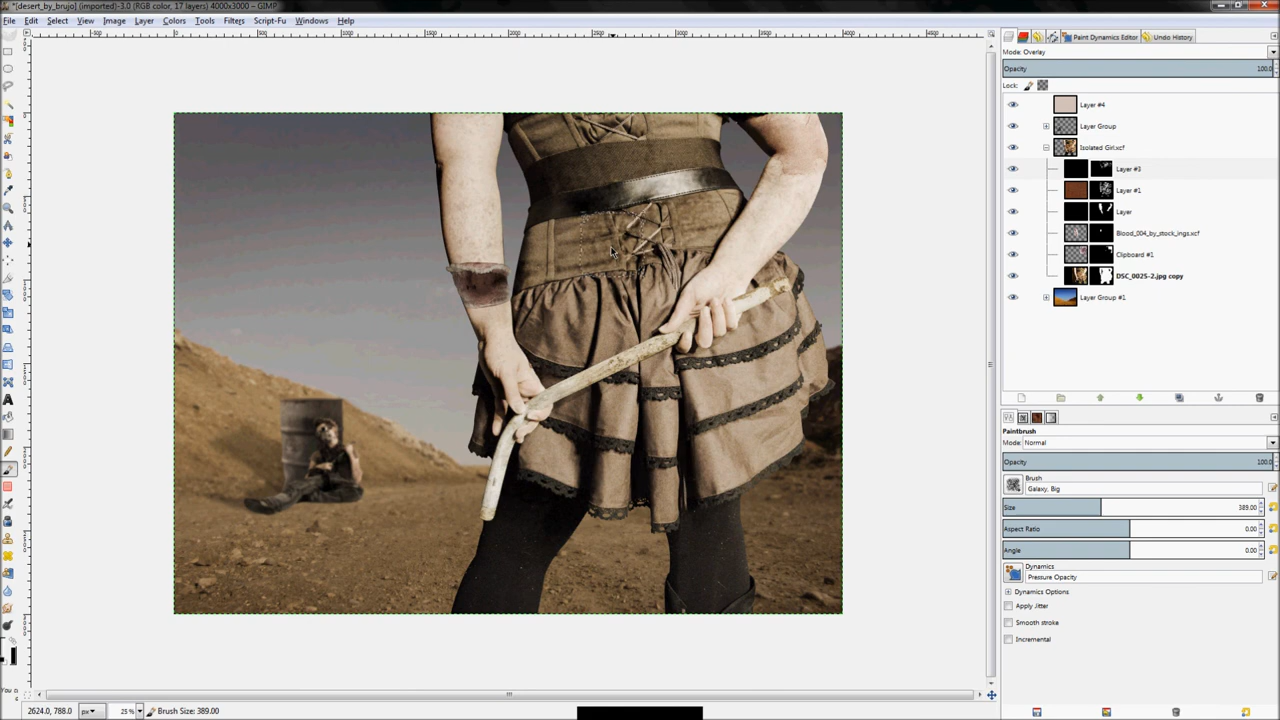 *[desert_by_brujo] (imported)-3.0 (RGB color, 17 layers) 4000x3000 – GIMP
File Edit Select View Image Layer Colors Tools Filters Script-Fu Windows Help
Paint Dynamics Editor Undo History
Mode: Overlay
Opacity 100.0
Lock:
Layer #4
Layer Group
Isolated Girl.xcf
Layer #3
Layer #1
Layer
Blood_004_by_stock_ings.xcf
Clipboard #1
DSC_0025-2.jpg copy
Layer Group #1
Paintbrush
Mode: Normal
Opacity 100.0
Brush
Galaxy, Big
Size 389.00
Aspect Ratio 0.00
Angle 0.00
Dynamics
Pressure Opacity
Dynamics Options
Apply Jitter
Smooth stroke
Incremental
You c
2624.0, 788.0 px 25% Brush Size: 389.00